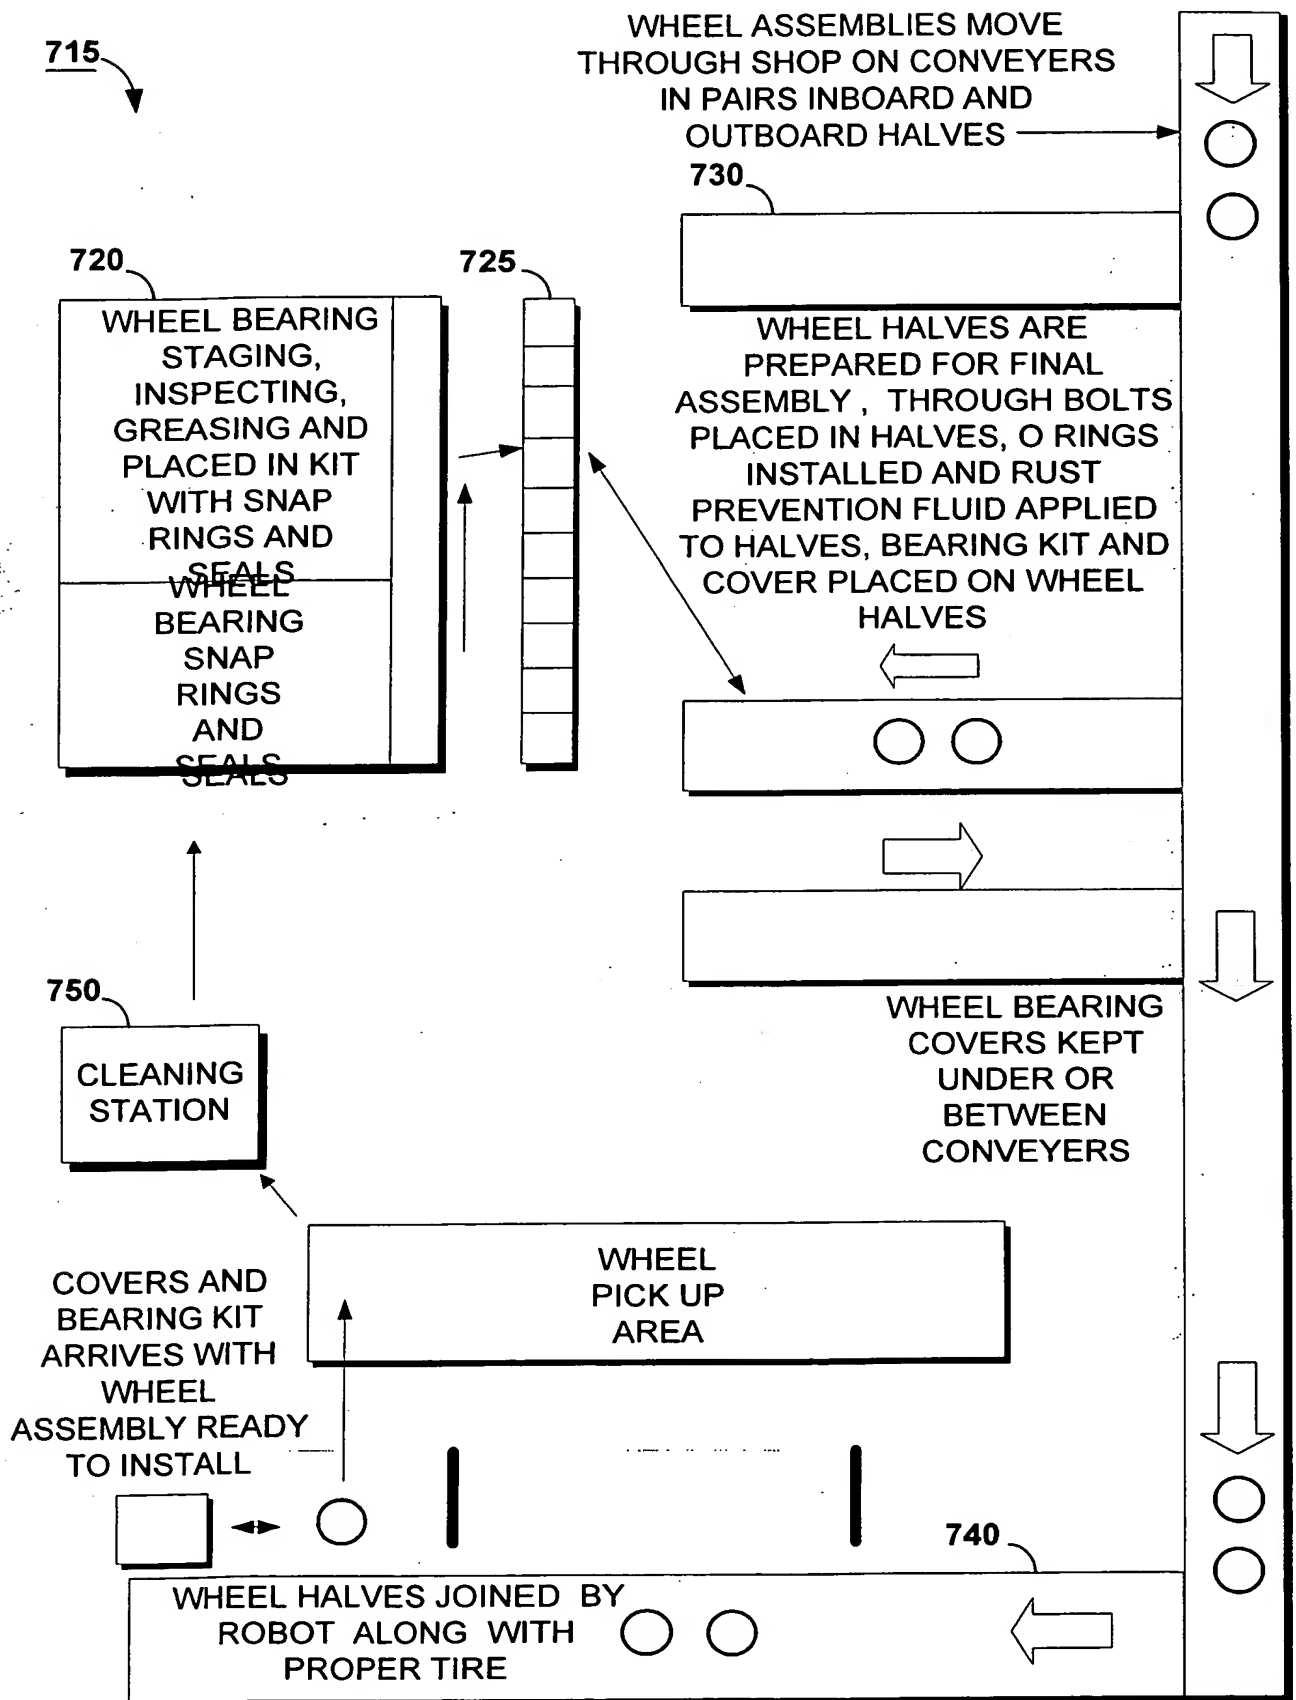 715
WHEEL ASSEMBLIES MOVE
THROUGH SHOP ON CONVEYERS
IN PAIRS INBOARD AND
OUTBOARD HALVES
730
720
725
WHEEL BEARING
STAGING,
INSPECTING,
GREASING AND
PLACED IN KIT
WITH SNAP
RINGS AND
SEALS
WHEEL
BEARING
SNAP
RINGS
AND
SEALS
WHEEL HALVES ARE
PREPARED FOR FINAL
ASSEMBLY , THROUGH BOLTS
PLACED IN HALVES, O RINGS
INSTALLED AND RUST
PREVENTION FLUID APPLIED
TO HALVES, BEARING KIT AND
COVER PLACED ON WHEEL
HALVES
750
CLEANING
STATION
WHEEL BEARING
COVERS KEPT
UNDER OR
BETWEEN
CONVEYERS
WHEEL
PICK UP
AREA
COVERS AND
BEARING KIT
ARRIVES WITH
WHEEL
ASSEMBLY READY
TO INSTALL
740
WHEEL HALVES JOINED BY
ROBOT ALONG WITH
PROPER TIRE